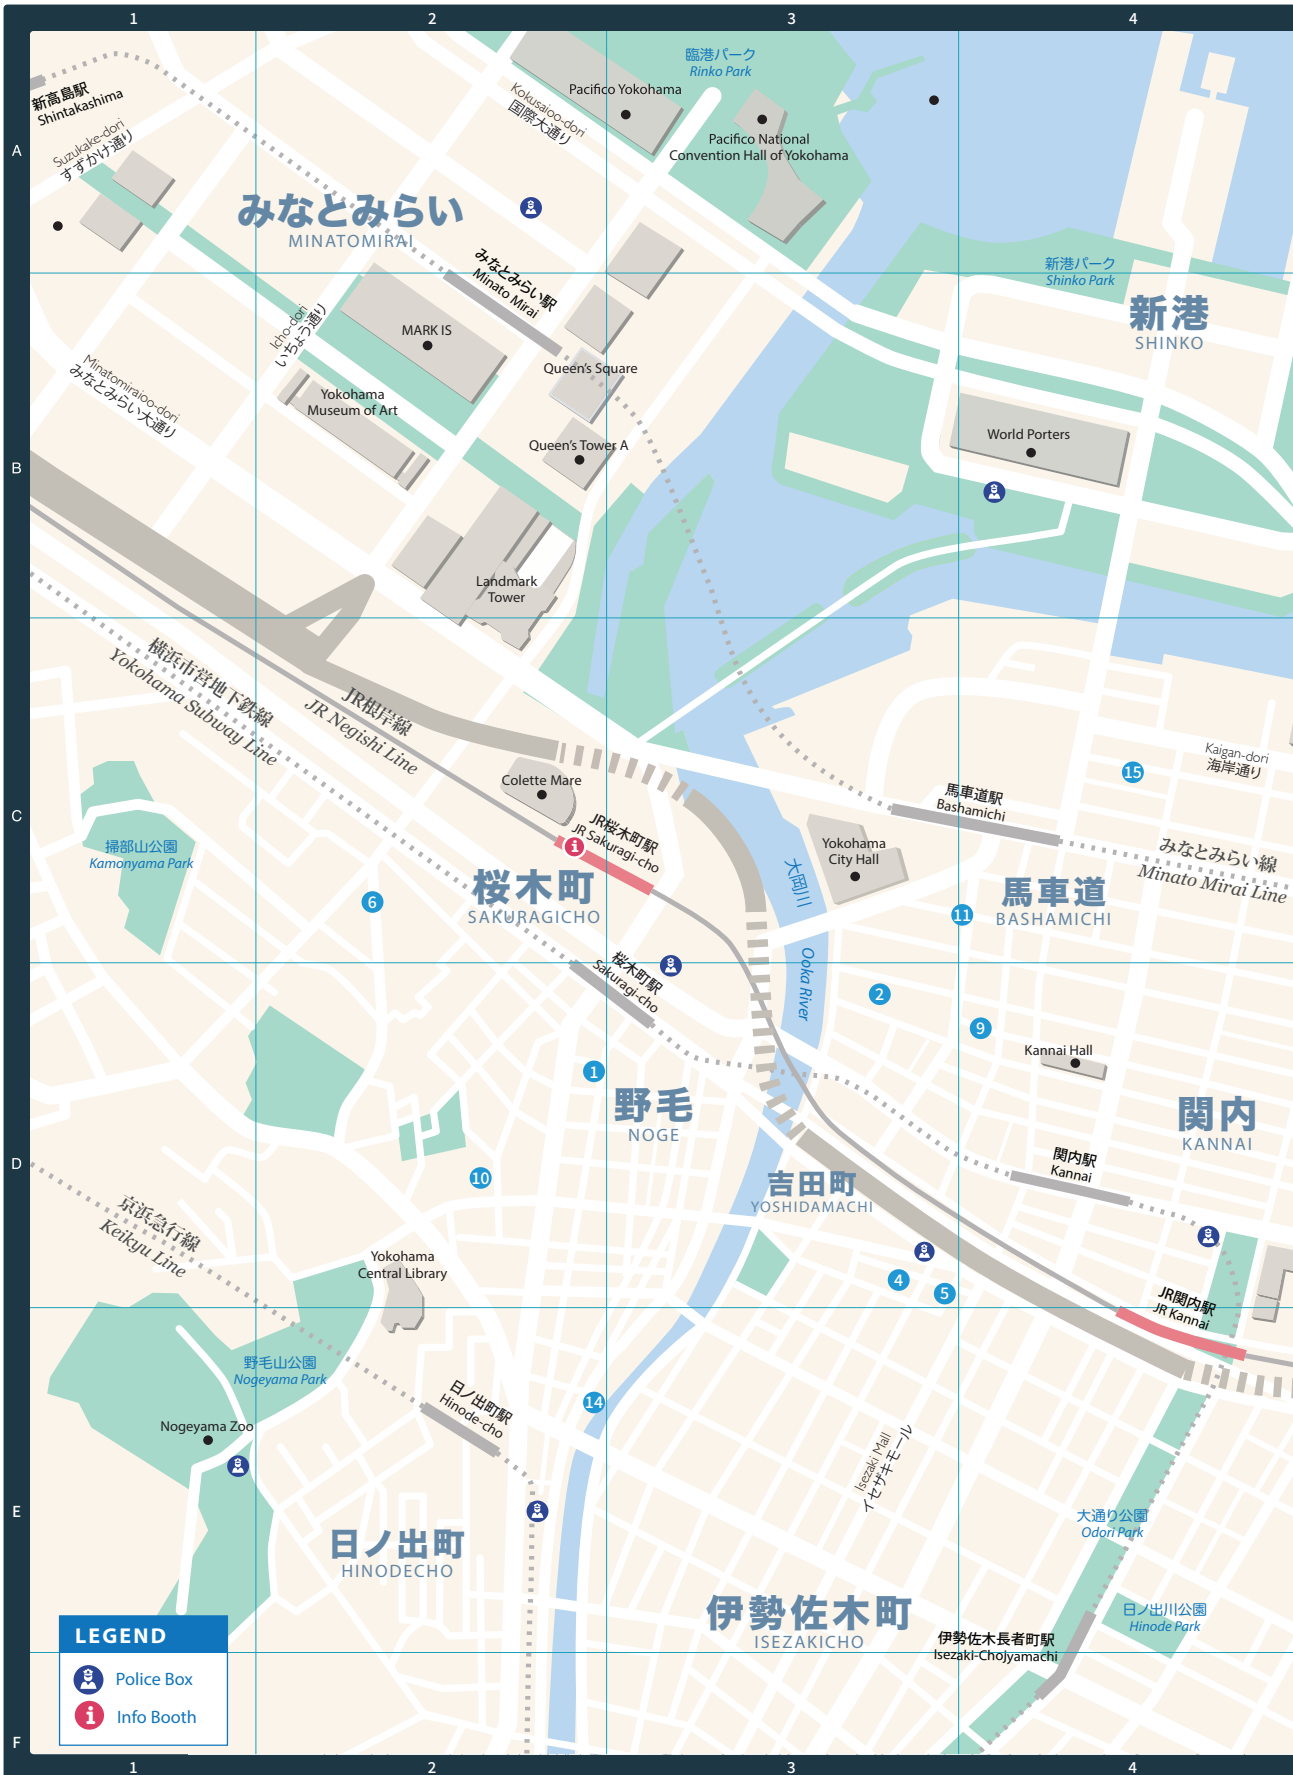 1
2
3
4
A
B
C
D
E
F
新高島駅
Shintakashima
Suzukake-dori
すずかけ通り
みなとみらい
MINATOMIRAI
Kokusaioo-dori
国際大通り
Pacifico Yokohama
臨港パーク
Rinko Park
Pacifico National
Convention Hall of Yokohama
新港パーク
Shinko Park
新港
SHINKO
みなとみらい駅
Minato Mirai
Icho-dori
いちょう通り
MARK IS
Minatomiraioo-dori
みなとみらい大通り
Yokohama
Museum of Art
Queen's Square
Queen's Tower A
World Porters
Landmark
Tower
横浜市営地下鉄線
Yokohama Subway Line
JR根岸線
JR Negishi Line
Colette Mare
JR桜木町駅
JR Sakuragi-cho
馬車道駅
Bashamichi
Kaigan-dori
海岸通り
15
掃部山公園
Kamonyama Park
Yokohama
City Hall
大岡川
Ooka River
みなとみらい線
Minato Mirai Line
桜木町
SAKURAGICHO
馬車道
BASHAMICHI
6
11
桜木町駅
Sakuragi-cho
2
9
Kannai Hall
1
野毛
NOGE
関内
KANNAI
関内駅
Kannai
10
吉田町
YOSHIDAMACHI
京浜急行線
Keikyu Line
Yokohama
Central Library
4
5
JR関内駅
JR Kannai
野毛山公園
Nogeyama Park
日ノ出町駅
Hinode-cho
14
Nogeyama Zoo
Isezaki Mall
イセザキモール
大通り公園
Odori Park
日ノ出町
HINODECHO
伊勢佐木町
ISEZAKICHO
日ノ出川公園
Hinode Park
伊勢佐木長者町駅
Isezaki-Chojyamachi
LEGEND
Police Box
i Info Booth
1
2
3
4